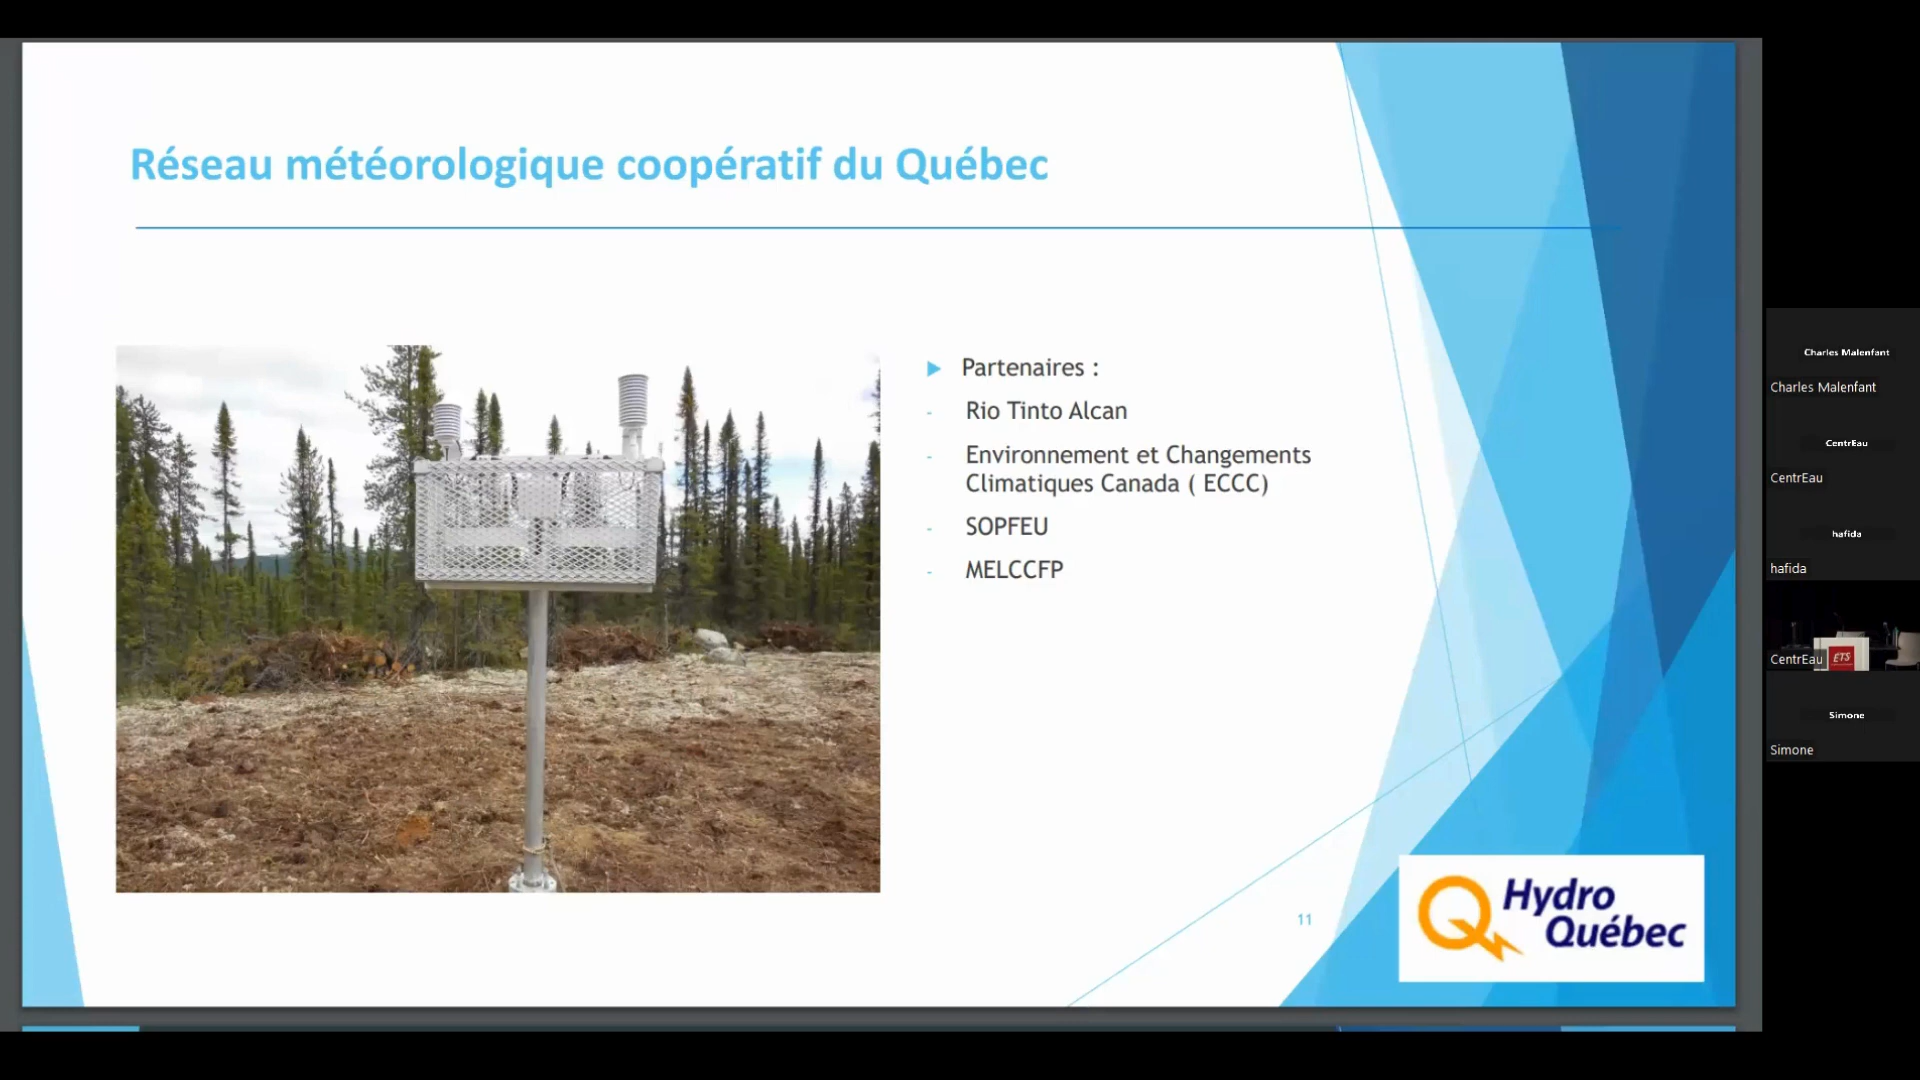 Réseau météorologique coopératif du Québec
Partenaires :
- Rio Tinto Alcan
- Environnement et Changements
Climatiques Canada ( ECCC)
- SOPFEU
- MELCCFP
11
Hydro
Québec
Charles Malenfant
Charles Malenfant
CentrEau
CentrEau
hafida
hafida
CentrEau
ETS
Simone
Simone